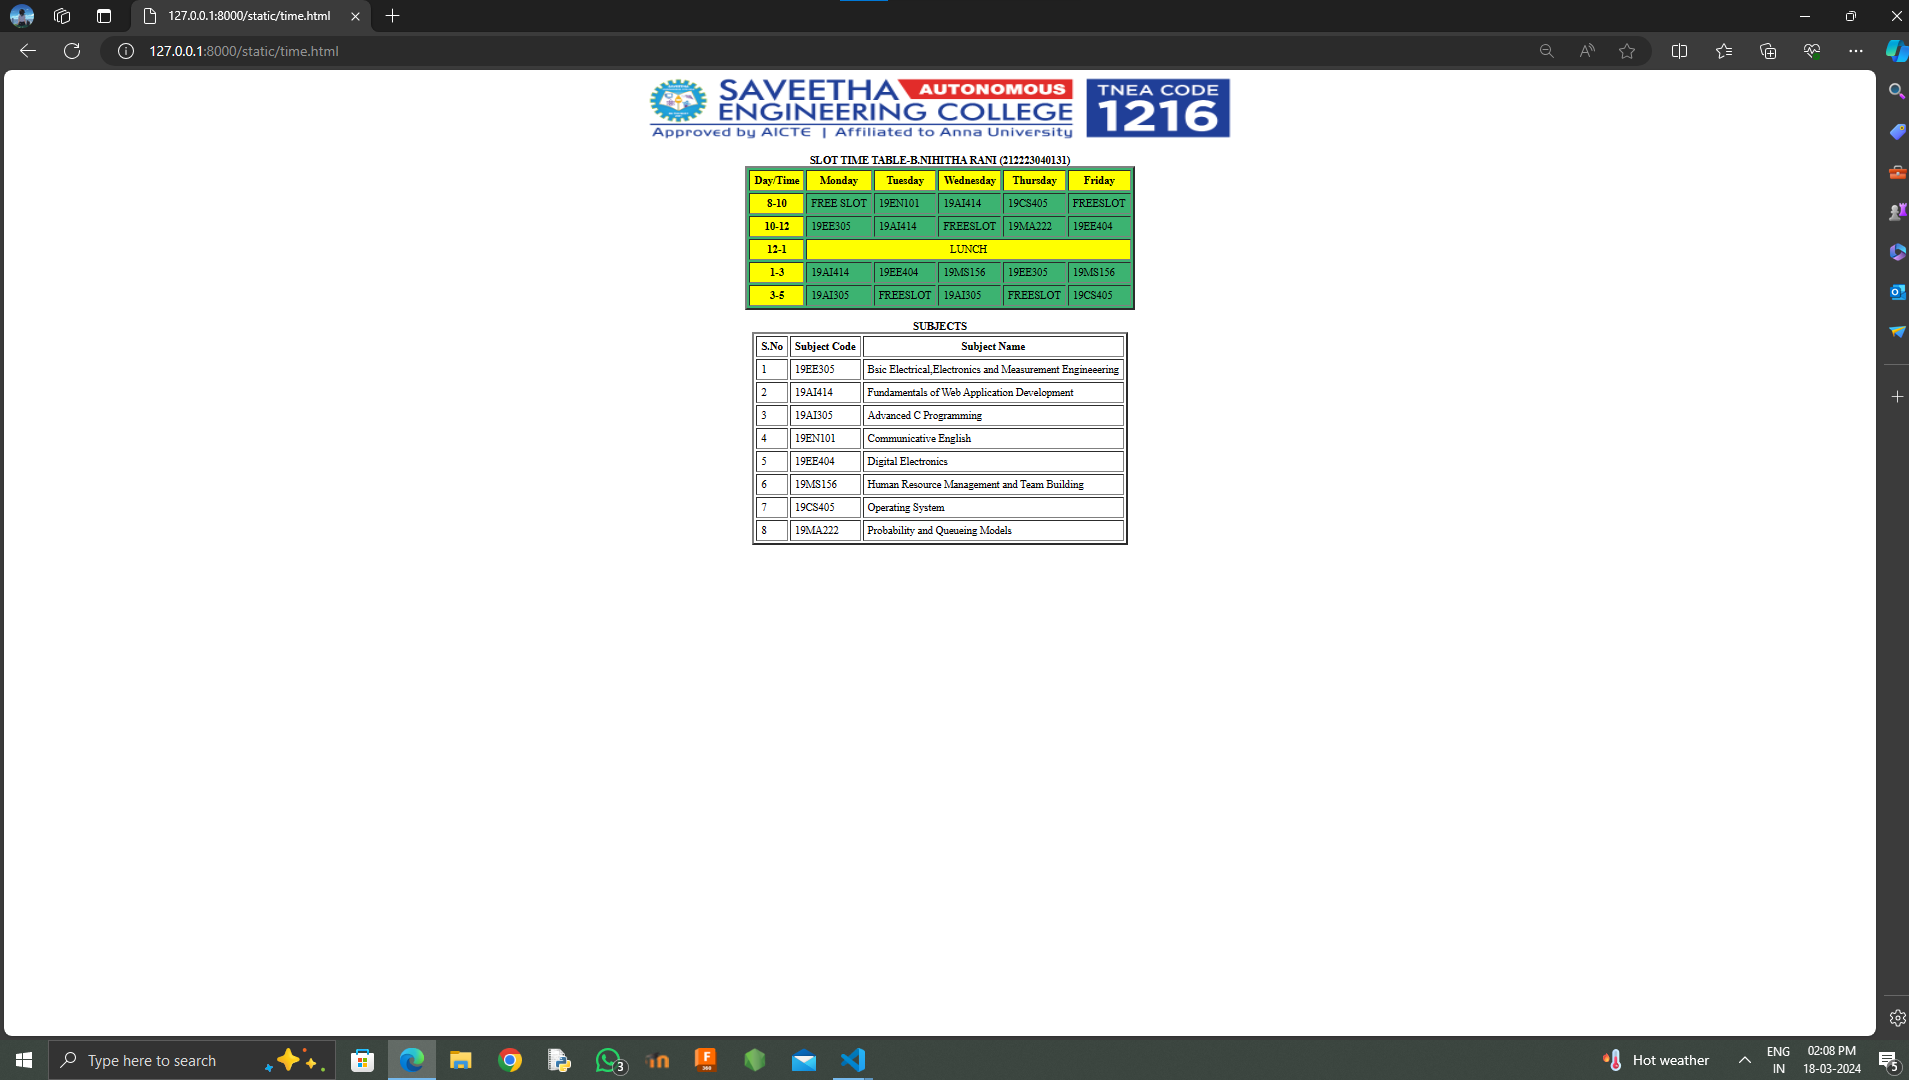 127.0.0.1:8000/static/time.html
127.0.0.1:8000/static/time.html
SAVEETHA AUTONOMOUS
ENGINEERING COLLEGE
Approved by AICTE | Affiliated to Anna University
TNEA CODE
1216
SLOT TIME TABLE-B.NIHITHA RANI (212223040131)
Day/Time Monday Tuesday Wednesday Thursday Friday
8-10 FREE SLOT 19EN101 19AI414 19CS405 FREESLOT
10-12 19EE305 19AI414 FREESLOT 19MA222 19EE404
12-1 LUNCH
1-3 19AI414 19EE404 19MS156 19EE305 19MS156
3-5 19AI305 FREESLOT 19AI305 FREESLOT 19CS405
SUBJECTS
S.No Subject Code Subject Name
1 19EE305 Bsic Electrical,Electronics and Measurement Engineeering
2 19AI414 Fundamentals of Web Application Development
3 19AI305 Advanced C Programming
4 19EN101 Communicative English
5 19EE404 Digital Electronics
6 19MS156 Human Resource Management and Team Building
7 19CS405 Operating System
8 19MA222 Probability and Queueing Models
Type here to search
3
F
360
Hot weather
ENG
IN
02:08 PM
18-03-2024
5